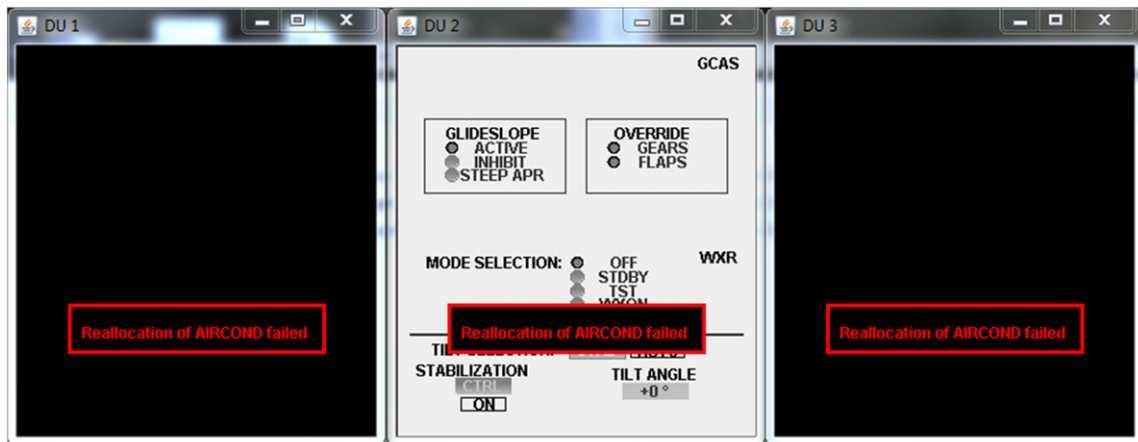 DU 1
Reallocation of AIRCOND failed
DU 2
GCAS
GLIDESLOPE
ACTIVE
INHIBIT
STEEP APR
OVERRIDE
GEARS
FLAPS
WXR
MODE SELECTION:
OFF
STDBY
TST
Reallocation of AIRCOND failed
STABILIZATION
CTRL
ON
TILT ANGLE
+0 °
DU 3
Reallocation of AIRCOND failed